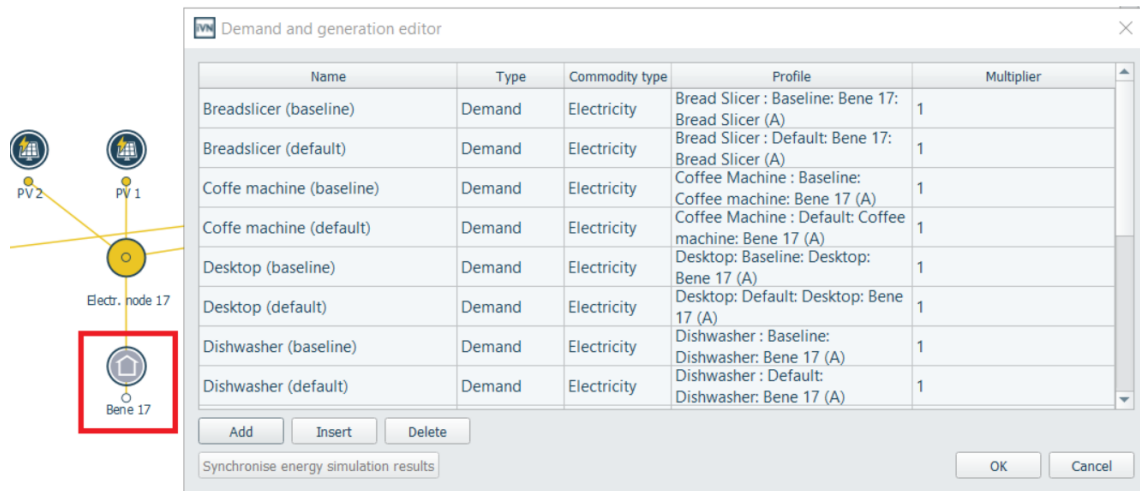 iVN Demand and generation editor
Name Type Commodity type Profile Multiplier
Breadslicer (baseline) Demand Electricity Bread Slicer : Baseline: Bene 17:
Bread Slicer (A) 1
Breadslicer (default) Demand Electricity Bread Slicer : Default: Bene 17:
Bread Slicer (A) 1
Coffe machine (baseline) Demand Electricity Coffee Machine : Baseline:
Coffee machine: Bene 17 (A) 1
Coffe machine (default) Demand Electricity Coffee Machine : Default: Coffee
machine: Bene 17 (A) 1
Desktop (baseline) Demand Electricity Desktop: Baseline: Desktop:
Bene 17 (A) 1
Desktop (default) Demand Electricity Desktop: Default: Desktop: Bene
17 (A) 1
Dishwasher (baseline) Demand Electricity Dishwasher : Baseline:
Dishwasher: Bene 17 (A) 1
Dishwasher (default) Demand Electricity Dishwasher : Default:
Dishwasher: Bene 17 (A) 1
Add Insert Delete
Synchronise energy simulation results OK Cancel
PV 2 PV 1
Electr. node 17
Bene 17